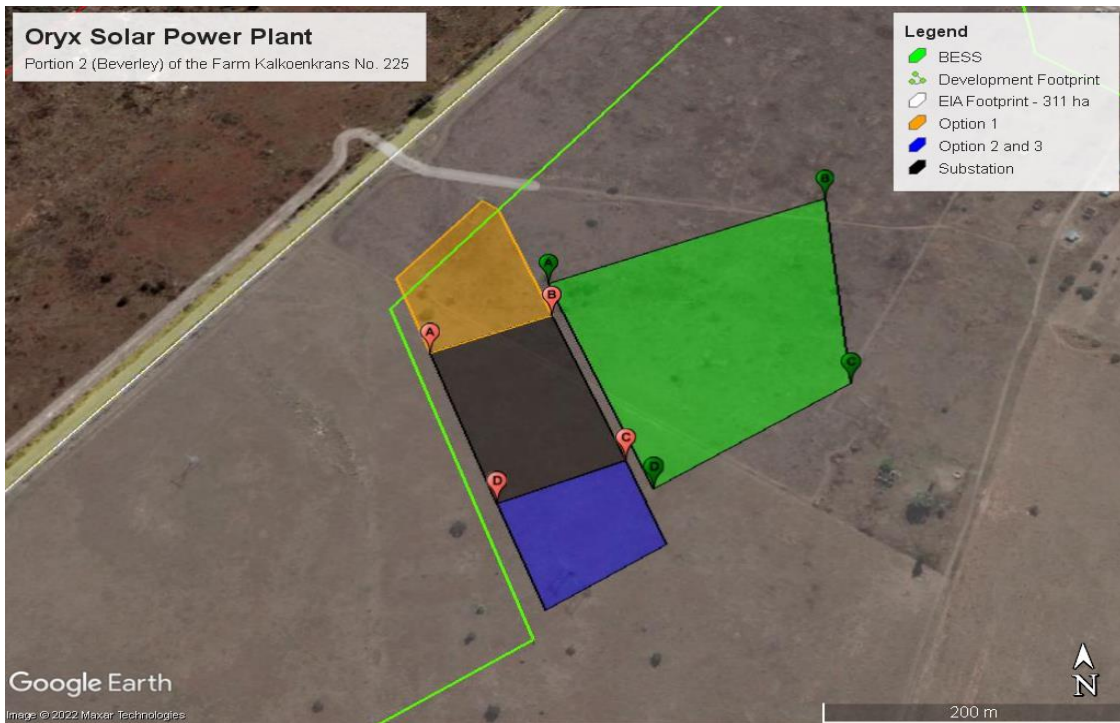 Oryx Solar Power Plant
Portion 2 (Beverley) of the Farm Kalkoenkrans No. 225
Legend
BESS
Development Footprint
EIA Footprint - 311 ha
Option 1
Option 2 and 3
Substation
B
A
B
A
C
C
D
D
Google Earth
Image © 2022 Maxar Technologies
N
200 m